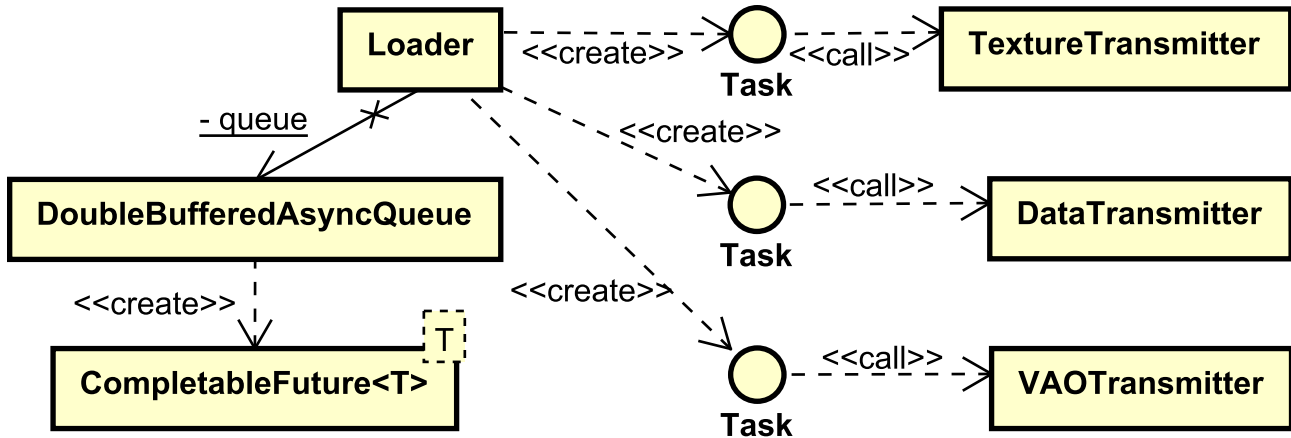 Loader
<<create>>
Task
<<call>>
TextureTransmitter
- queue
<<create>>
Task
<<call>>
DataTransmitter
DoubleBufferedAsyncQueue
<<create>>
<<create>>
Task
<<call>>
VAOTransmitter
T
CompletableFuture<T>